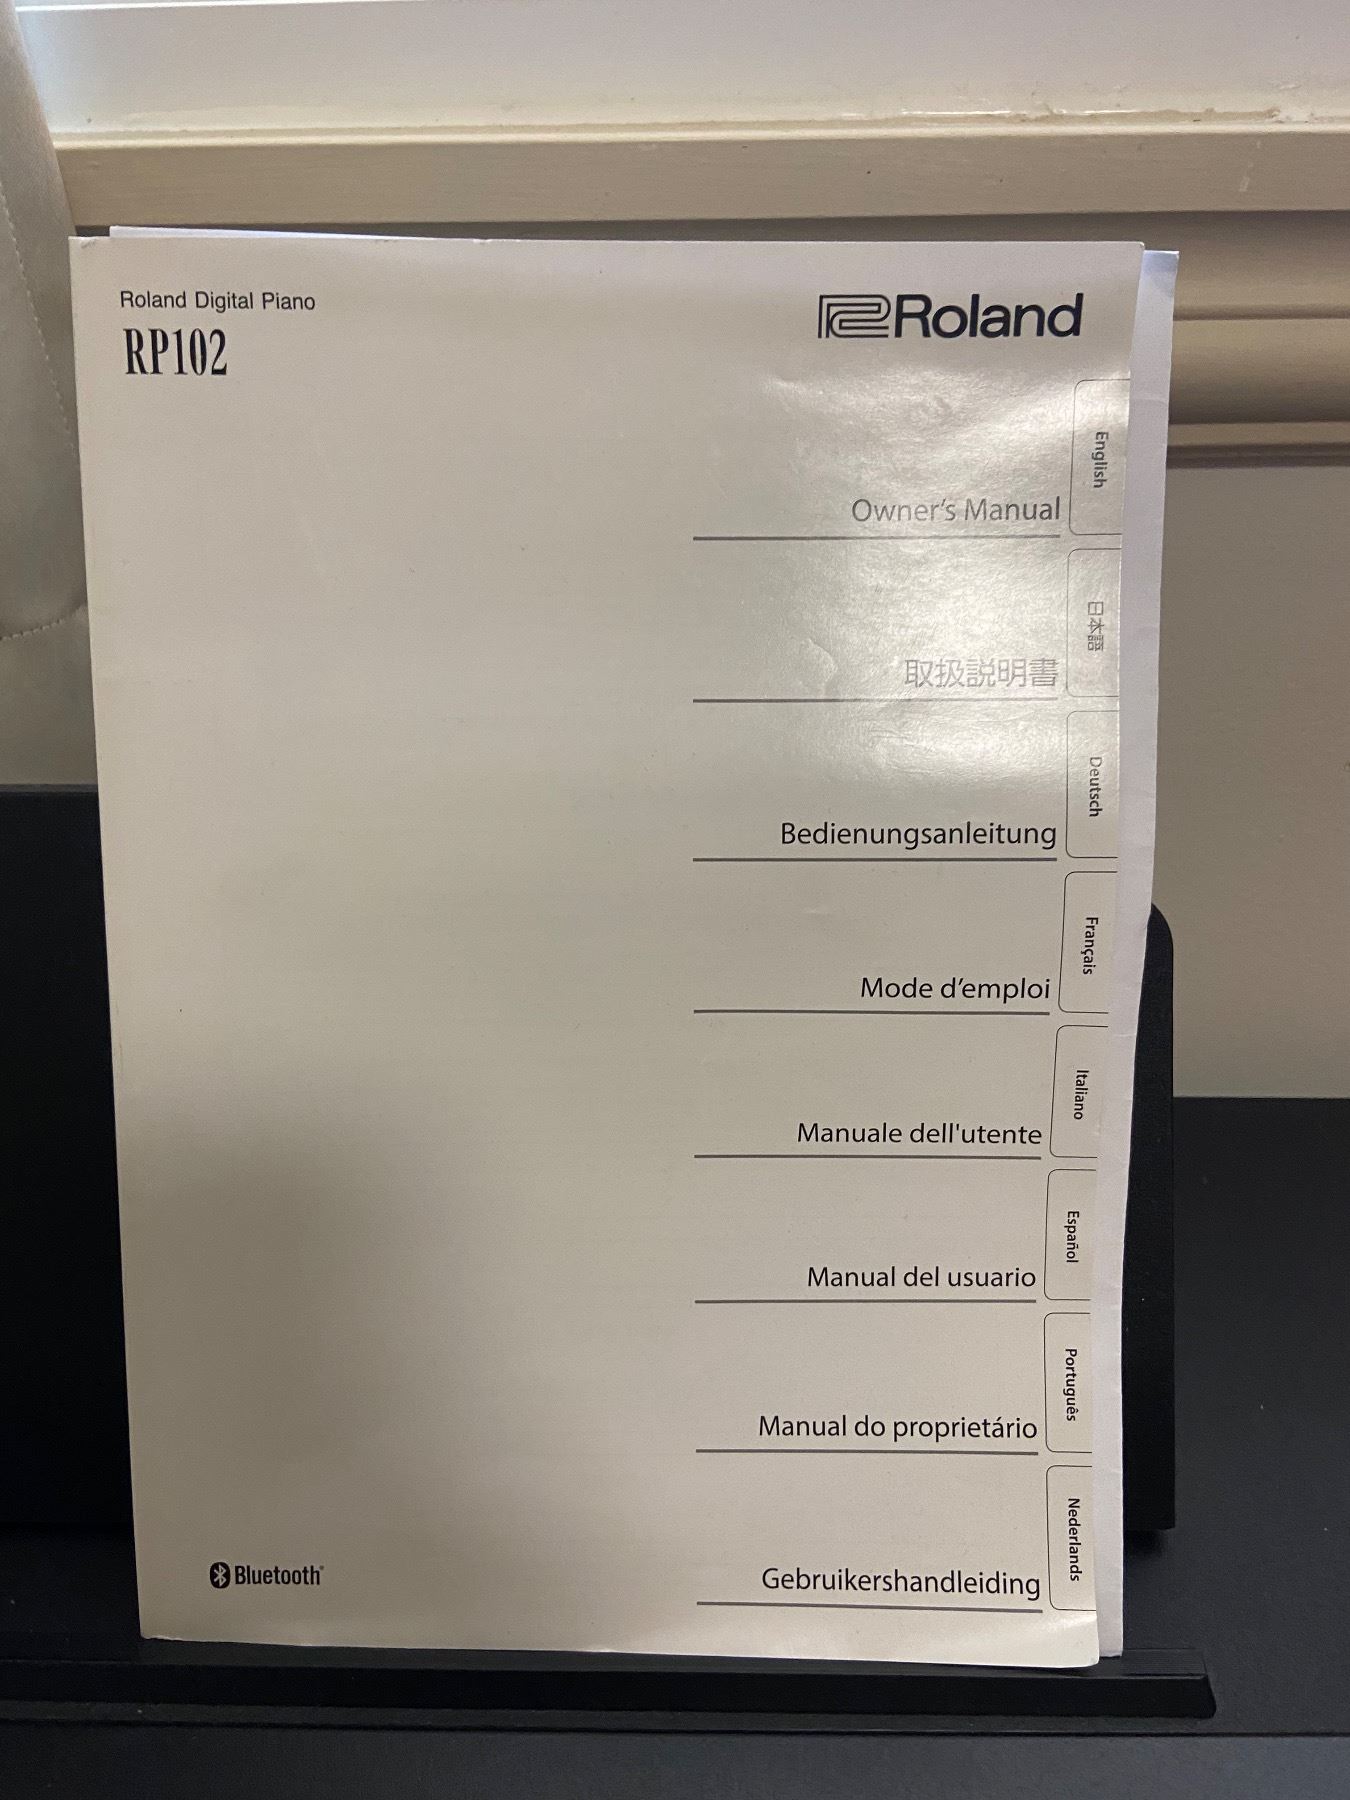 Roland Digital Piano
RP102
Roland
English
Owner's Manual
日本語
取扱説明書
Deutsch
Bedienungsanleitung
Français
Mode d'emploi
Italiano
Manuale dell'utente
Español
Manual del usuario
Português
Manual do proprietário
Nederlands
Gebruikershandleiding
Bluetooth®